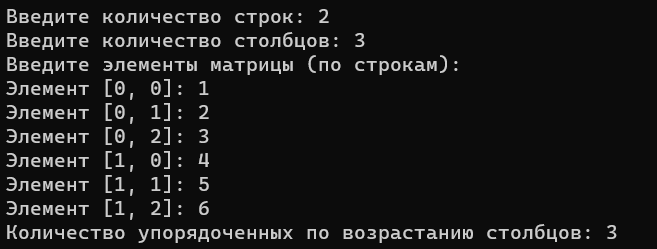 Введите количество строк: 2
Введите количество столбцов: 3
Введите элементы матрицы (по строкам):
Элемент [0, 0]: 1
Элемент [0, 1]: 2
Элемент [0, 2]: 3
Элемент [1, 0]: 4
Элемент [1, 1]: 5
Элемент [1, 2]: 6
Количество упорядоченных по возрастанию столбцов: 3